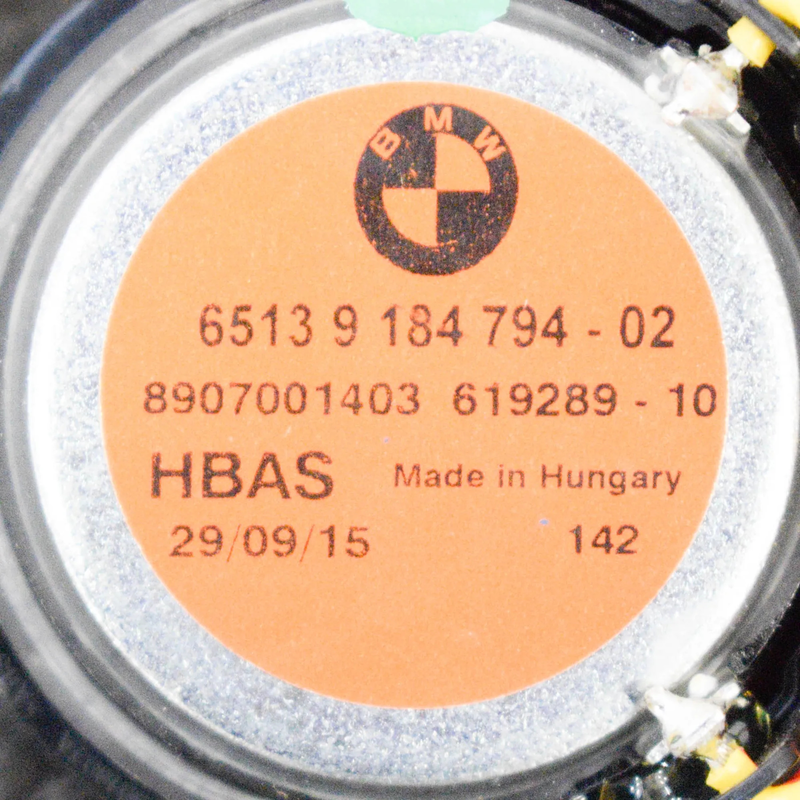 BMW
6513 9 184 794 - 02
8907001403 619289 - 10
HBAS Made in Hungary
29/09/15 142